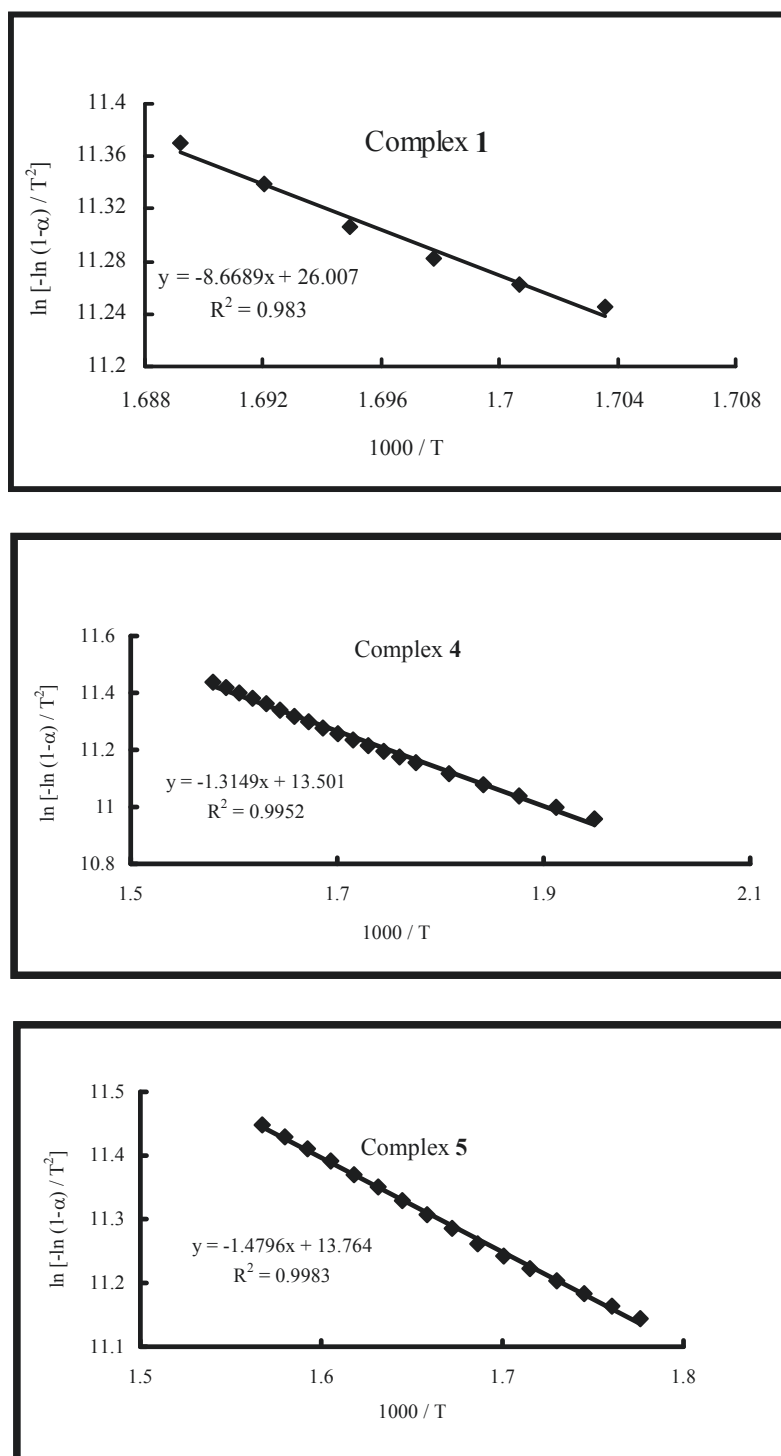 Complex 1
ln [-ln (1-α) / T²]
11.4
11.36
11.32
11.28
11.24
11.2
y = -8.6689x + 26.007
R² = 0.983
1.688 1.692 1.696 1.7 1.704 1.708
1000 / T
Complex 4
ln [-ln (1-α) / T²]
11.6
11.4
11.2
11
10.8
y = -1.3149x + 13.501
R² = 0.9952
1.5 1.7 1.9 2.1
1000 / T
Complex 5
ln [-ln (1-α) / T²]
11.5
11.4
11.3
11.2
11.1
y = -1.4796x + 13.764
R² = 0.9983
1.5 1.6 1.7 1.8
1000 / T